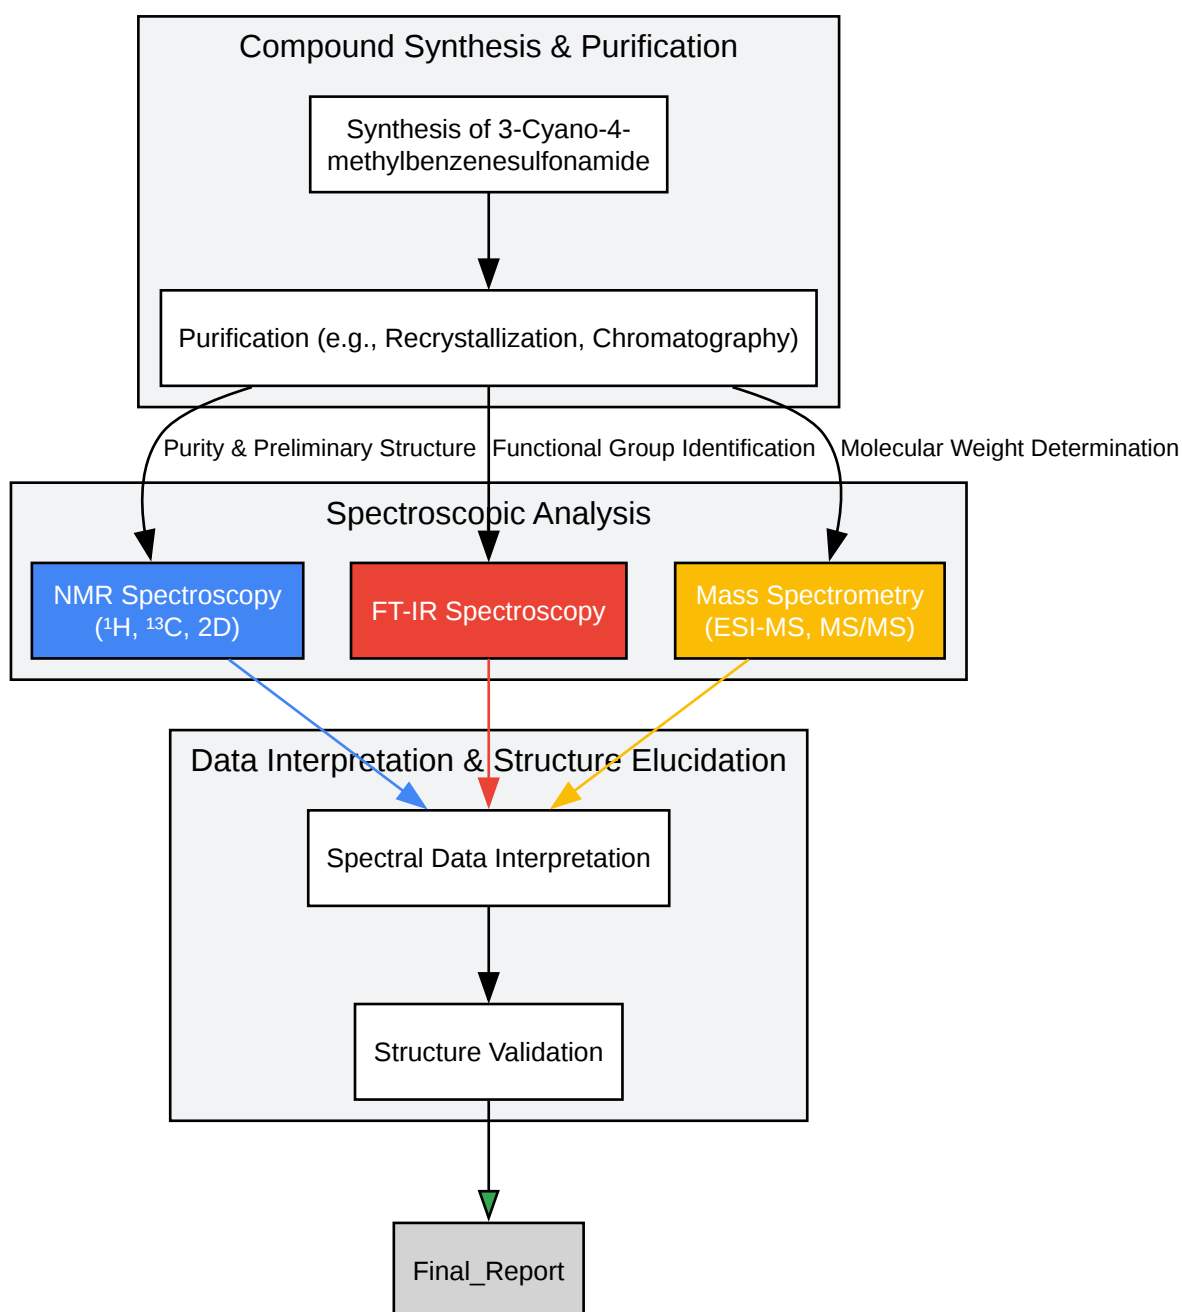 Compound Synthesis & Purification
Synthesis of 3-Cyano-4-
methylbenzenesulfonamide
Purification (e.g., Recrystallization, Chromatography)
Purity & Preliminary Structure
Functional Group Identification
Molecular Weight Determination
Spectroscopic Analysis
NMR Spectroscopy
(¹H, ¹³C, 2D)
FT-IR Spectroscopy
Mass Spectrometry
(ESI-MS, MS/MS)
Data Interpretation & Structure Elucidation
Spectral Data Interpretation
Structure Validation
Final_Report